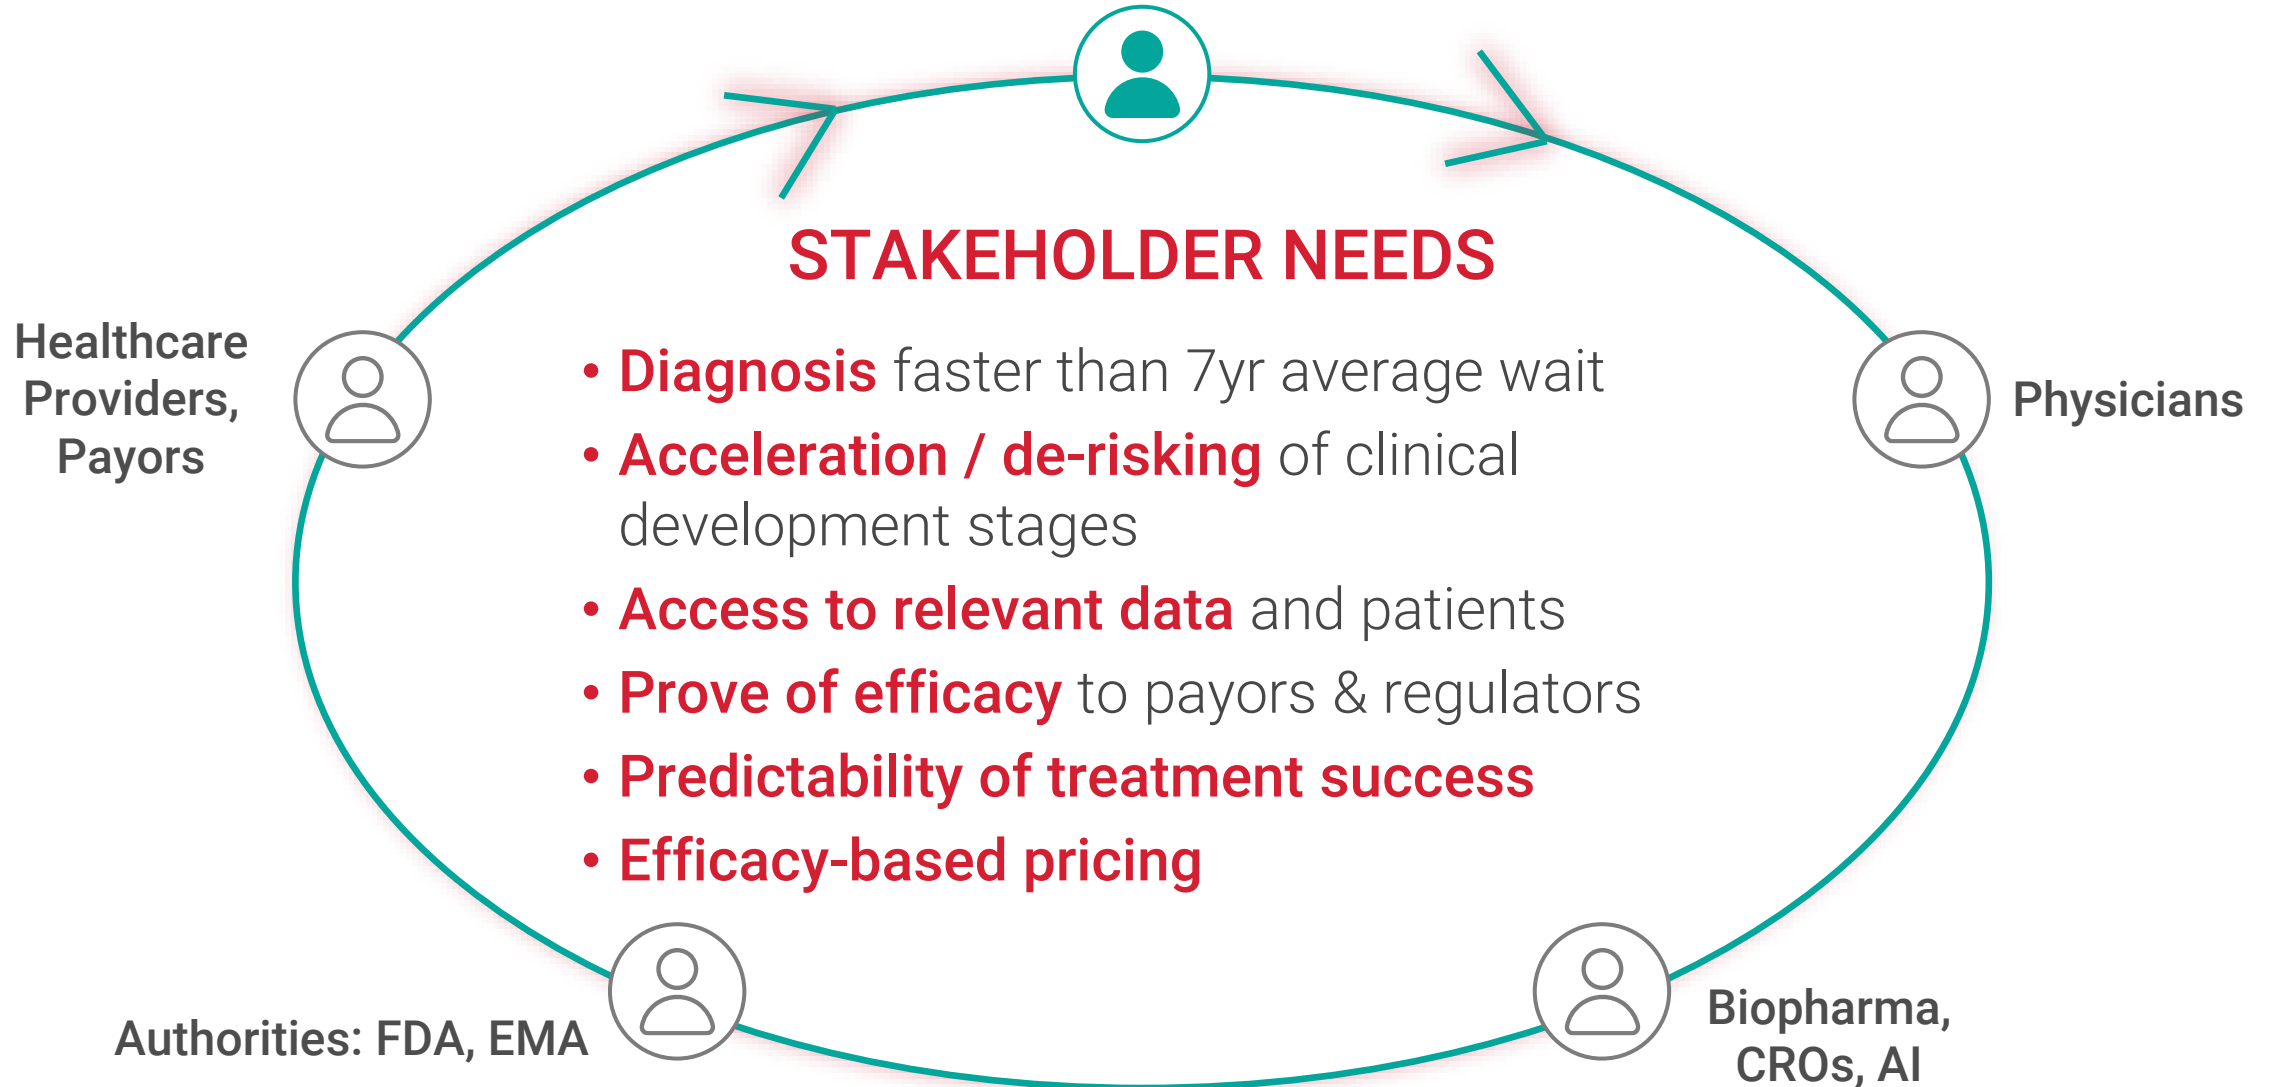 STAKEHOLDER NEEDS
Healthcare
Providers,
Payors
• Diagnosis faster than 7yr average wait
• Acceleration / de-risking of clinical
development stages
• Access to relevant data and patients
• Prove of efficacy to payors & regulators
• Predictability of treatment success
• Efficacy-based pricing
Physicians
Authorities: FDA, EMA
Biopharma,
CROs, AI